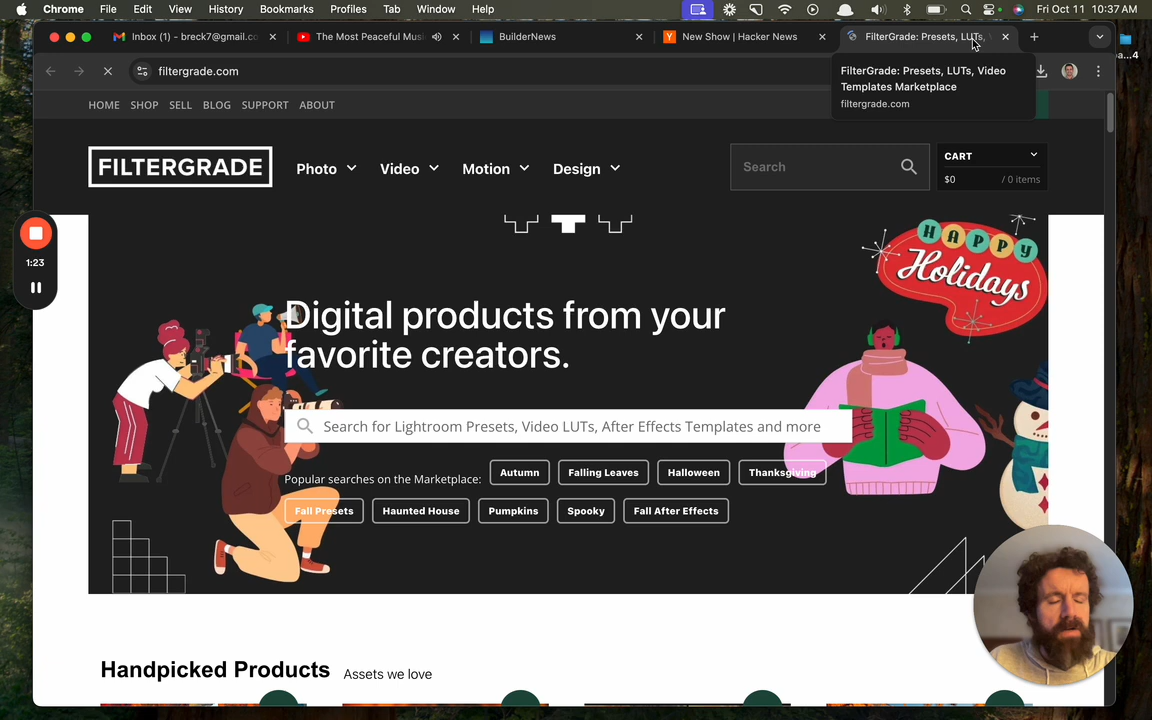 Chrome File Edit View History Bookmarks Profiles Tab Window Help Fri Oct 11 10:37 AM
Inbox (1) - breck7@gmail.co
The Most Peaceful Musi
BuilderNews
New Show | Hacker News
FilterGrade: Presets, LUTs,
filtergrade.com
FilterGrade: Presets, LUTs, Video
Templates Marketplace
filtergrade.com
a...4
HOME SHOP SELL BLOG SUPPORT ABOUT
FILTERGRADE
Photo Video Motion Design
Search
CART
$0 / 0 items
1:23
HAPPY
Holidays
Digital products from your
favorite creators.
Search for Lightroom Presets, Video LUTs, After Effects Templates and more
Popular searches on the Marketplace: Autumn Falling Leaves Halloween Thanksgiving
Fall Presets Haunted House Pumpkins Spooky Fall After Effects
Handpicked Products Assets we love